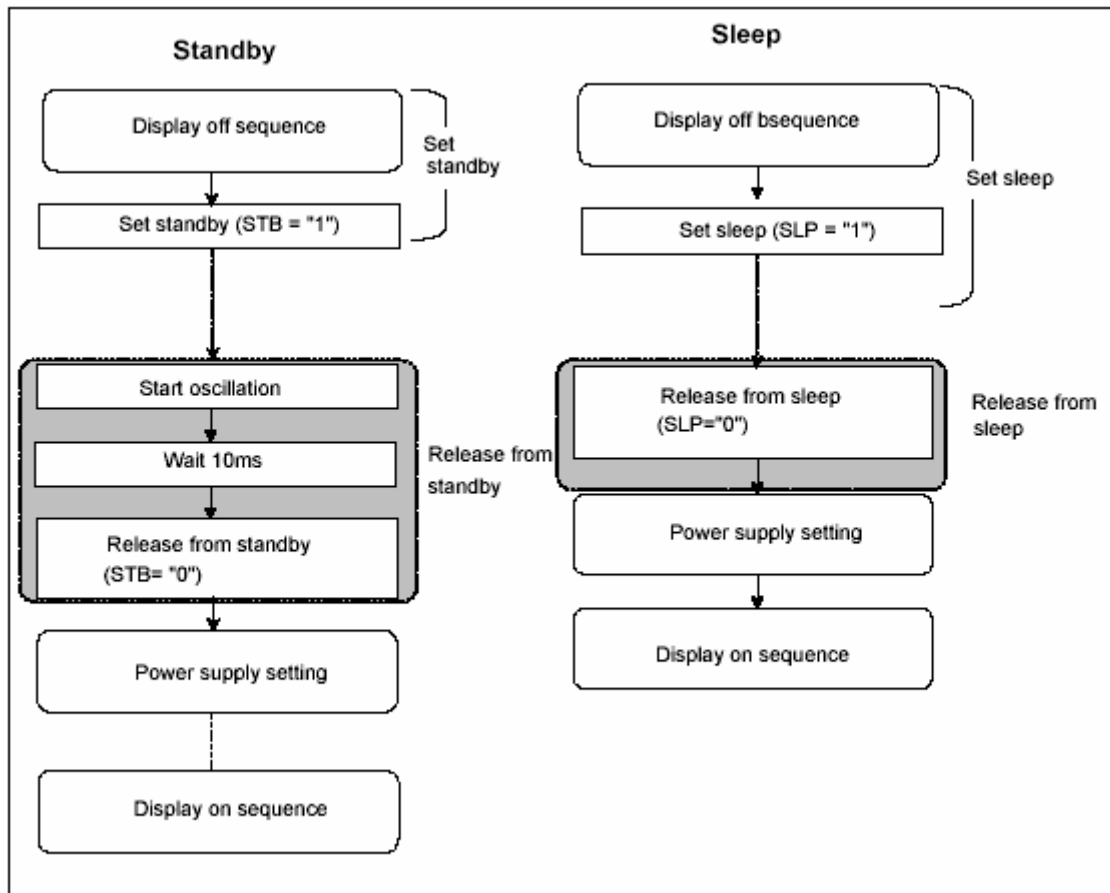 Standby
Display off sequence
Set
standby
Set standby (STB = "1")
Start oscillation
Wait 10ms
Release from standby
(STB= "0")
Release from
standby
Power supply setting
Display on sequence
Sleep
Display off bsequence
Set sleep
Set sleep (SLP = "1")
Release from sleep
(SLP="0")
Release from
sleep
Power supply setting
Display on sequence